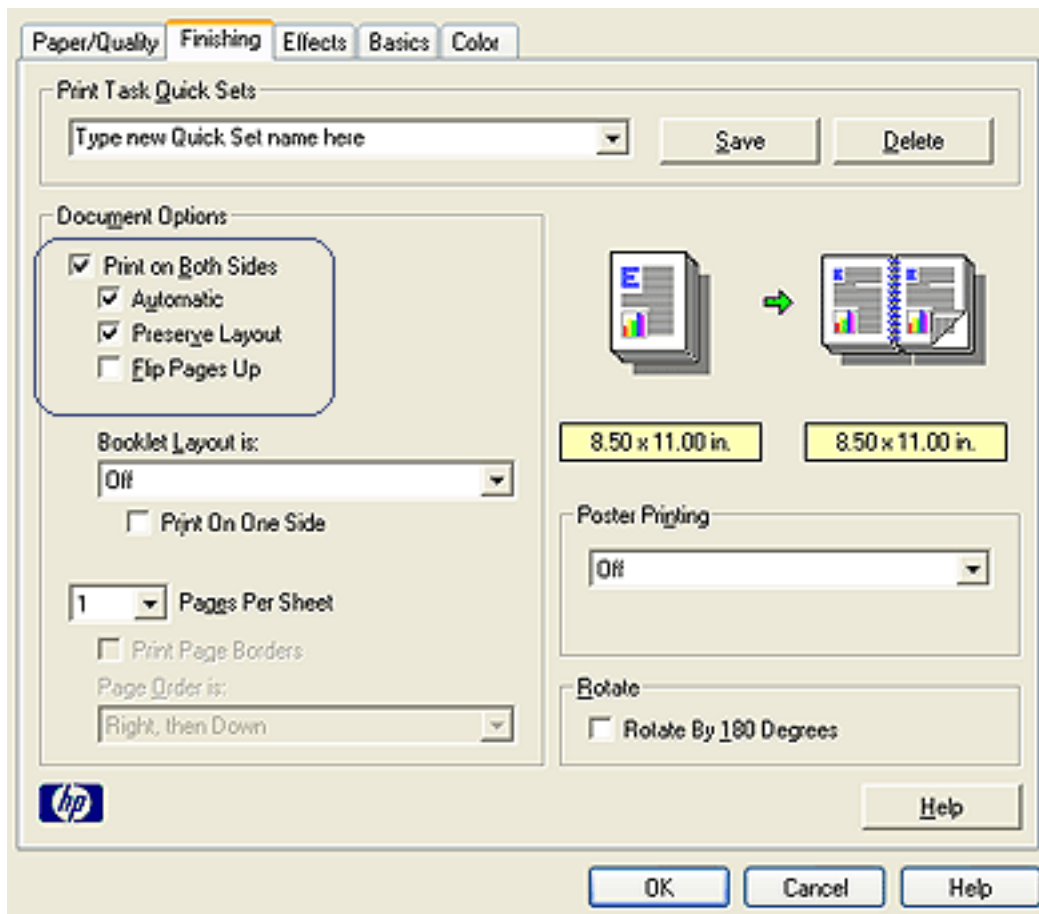 Paper/Quality Finishing Effects Basics Color
Print Task Quick Sets
Type new Quick Set name here Save Delete
Document Options
Print on Both Sides
Automatic
Preserve Layout
Flip Pages Up
E
E E
8.50 x 11.00 in. 8.50 x 11.00 in.
Booklet Layout is:
Off
Print On One Side
1 Pages Per Sheet
Print Page Borders
Page Order is:
Right, then Down
Poster Printing
Off
Rotate
Rotate By 180 Degrees
hp
Help
OK Cancel Help